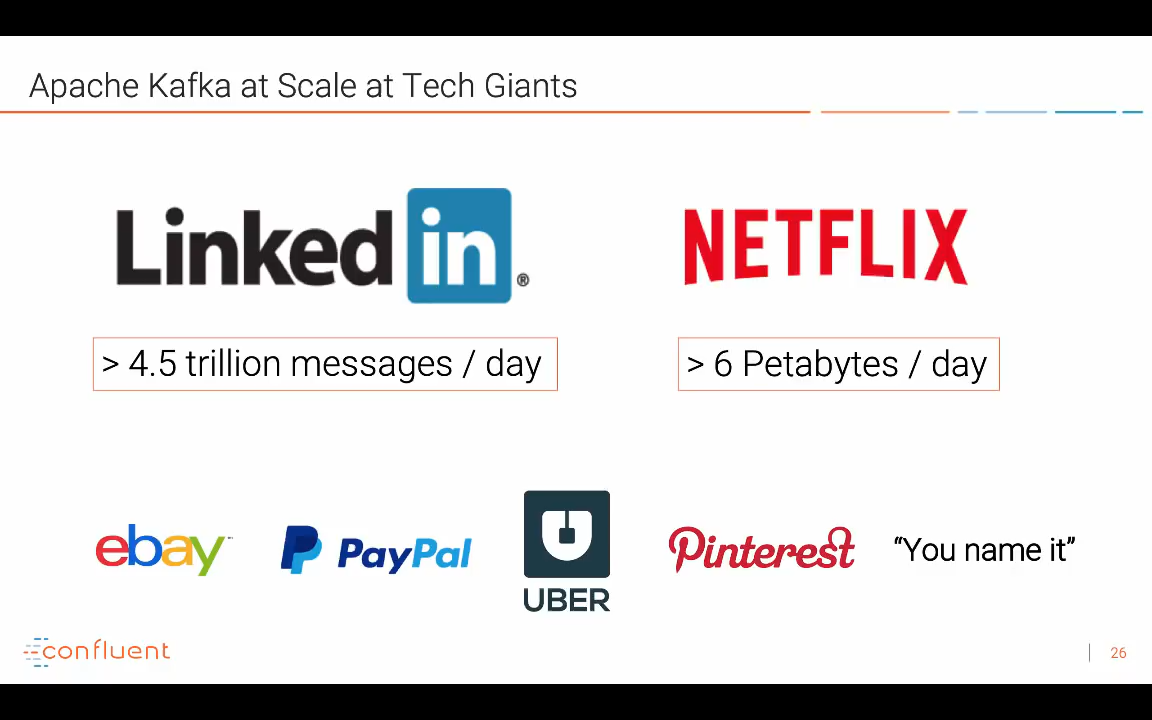 Apache Kafka at Scale at Tech Giants
Linked in ®
NETFLIX
> 4.5 trillion messages / day
> 6 Petabytes / day
ebay™
PayPal
UBER
Pinterest
“You name it”
confluent
26